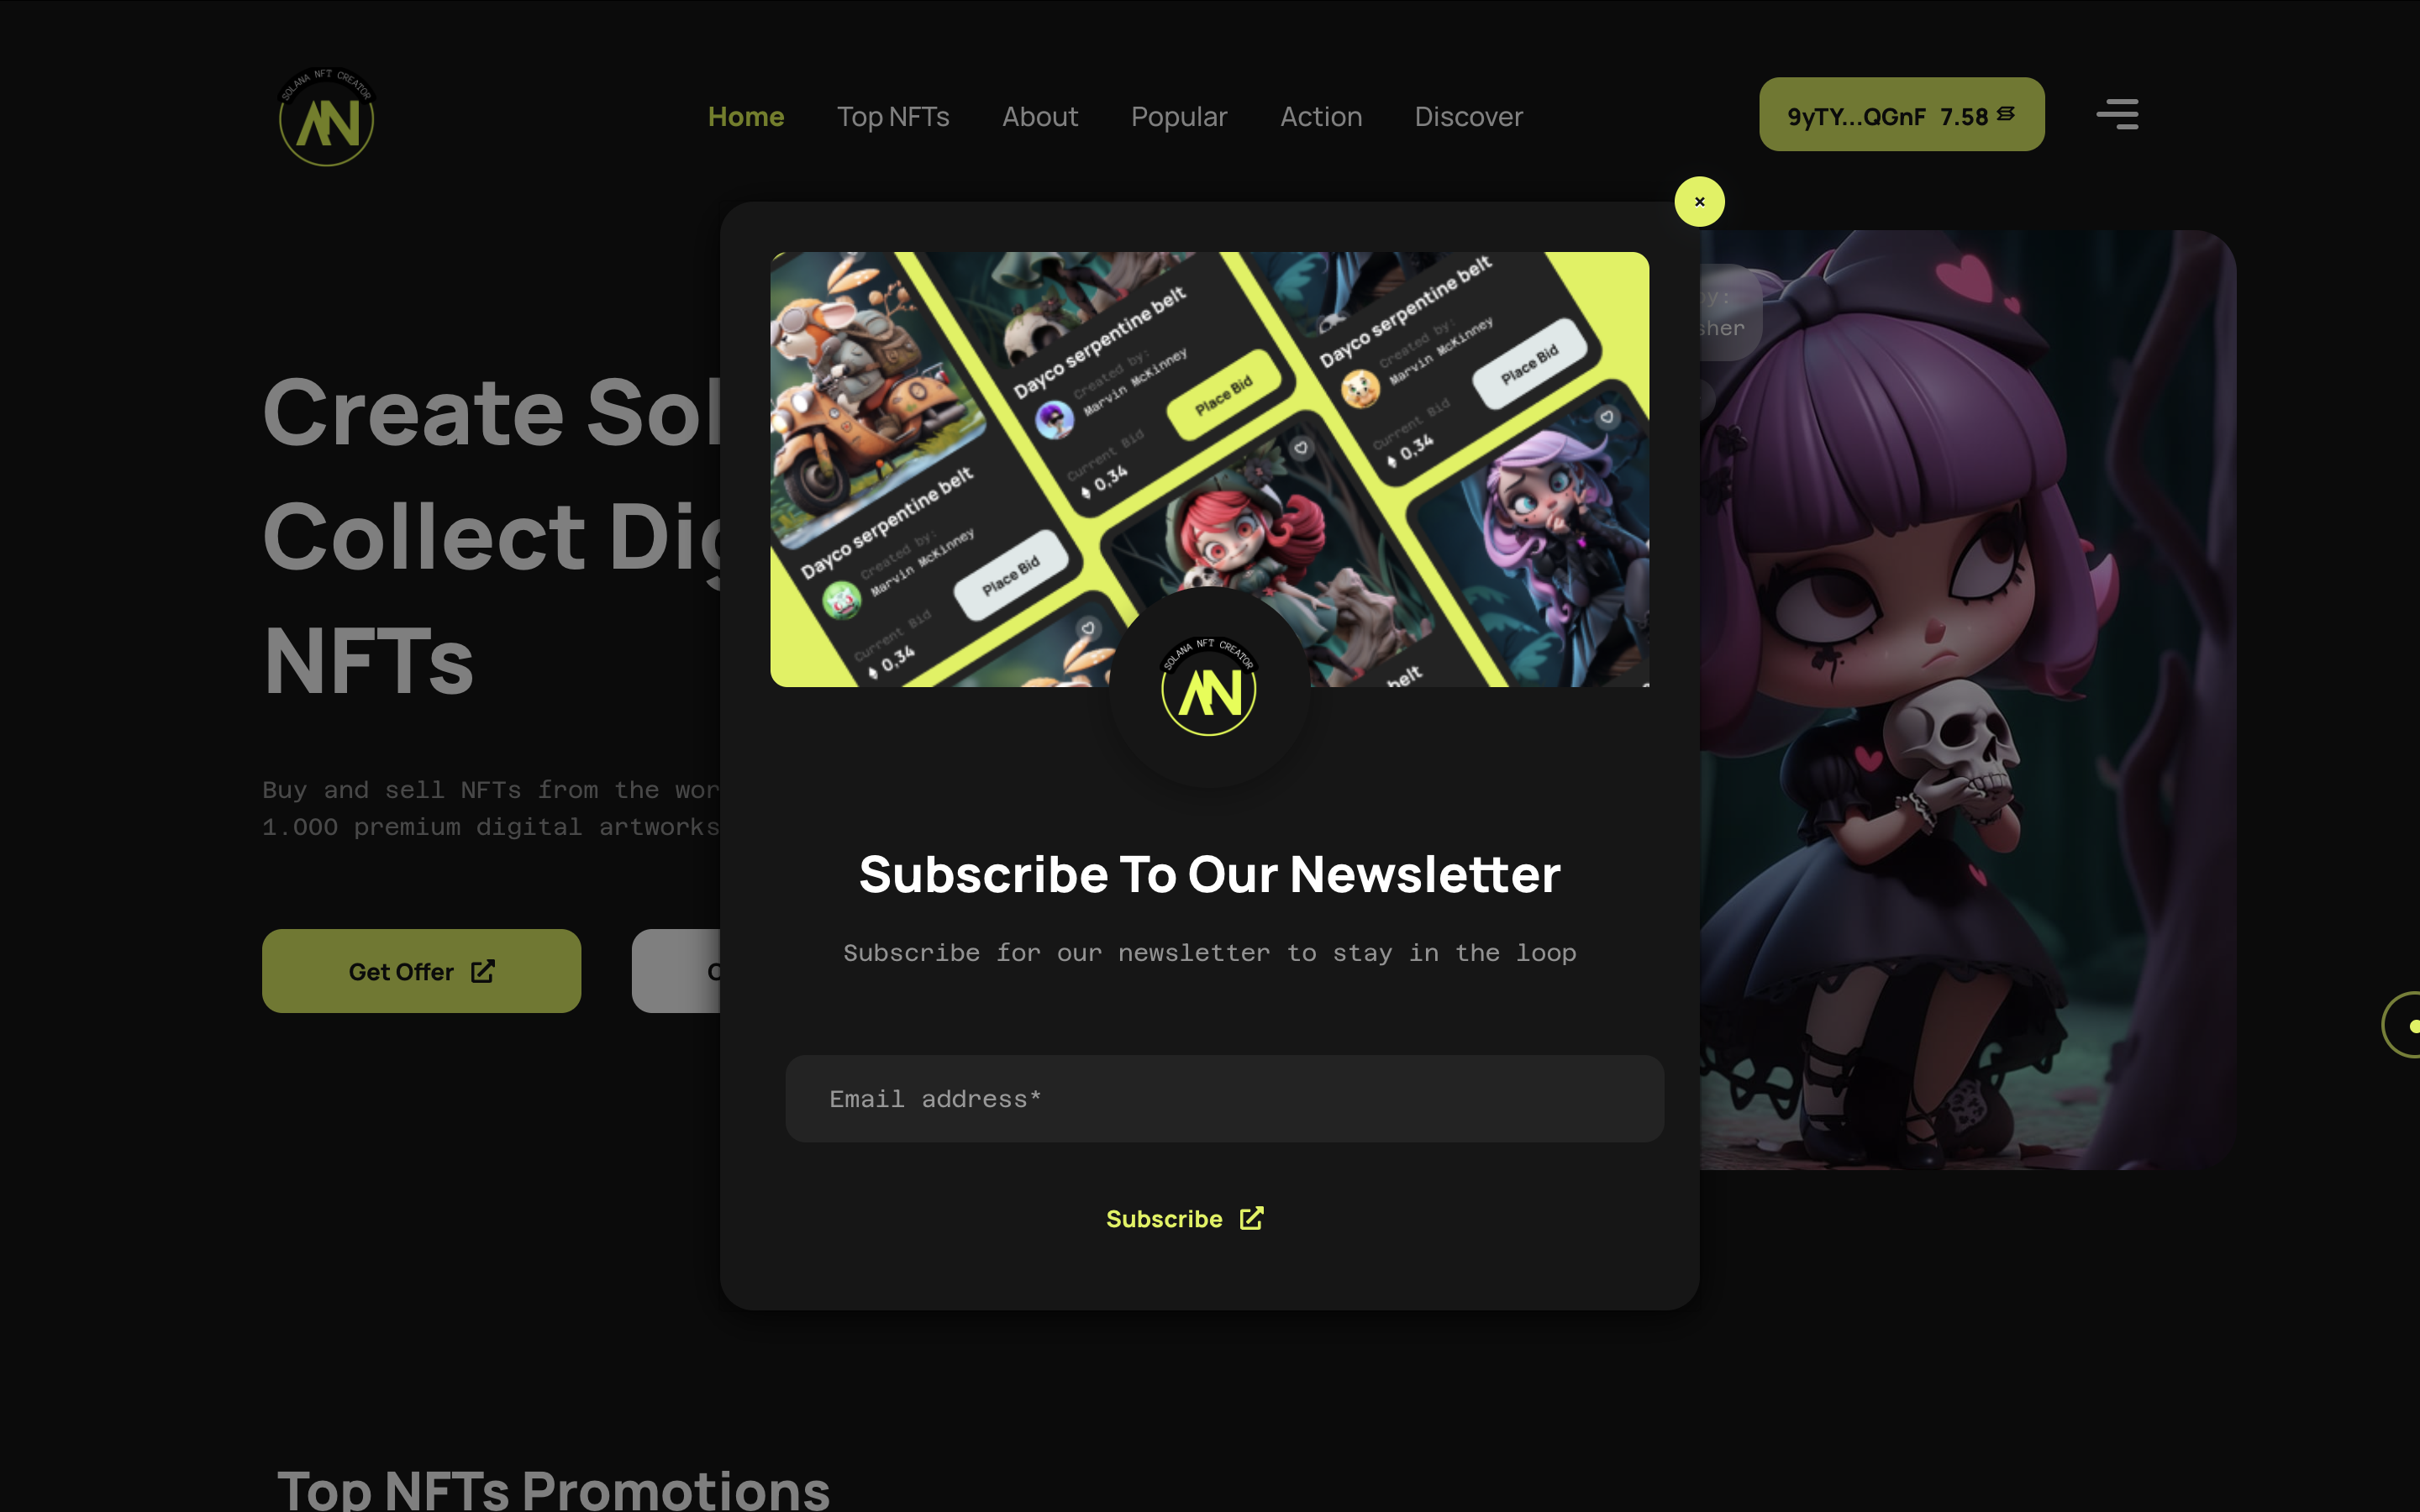 SOLANA NFT CREATOR
AN
Home Top NFTs About Popular Action Discover
9yTY...QGnF 7.58
×
by:
sher
Create Sol
Collect Dig
NFTs
Buy and sell NFTs from the wor
1.000 premium digital artworks
Get Offer
Dayco serpentine belt
Created by:
Marvin McKinney
Current Bid
0,34
Place Bid
Dayco serpentine belt
Created by:
Marvin McKinney
Current Bid
0,34
Place Bid
Dayco serpentine belt
Created by:
Marvin McKinney
Current Bid
0,34
Place Bid
belt
SOLANA NFT CREATOR
AN
Subscribe To Our Newsletter
Subscribe for our newsletter to stay in the loop
Email address*
Subscribe
Top NFTs Promotions